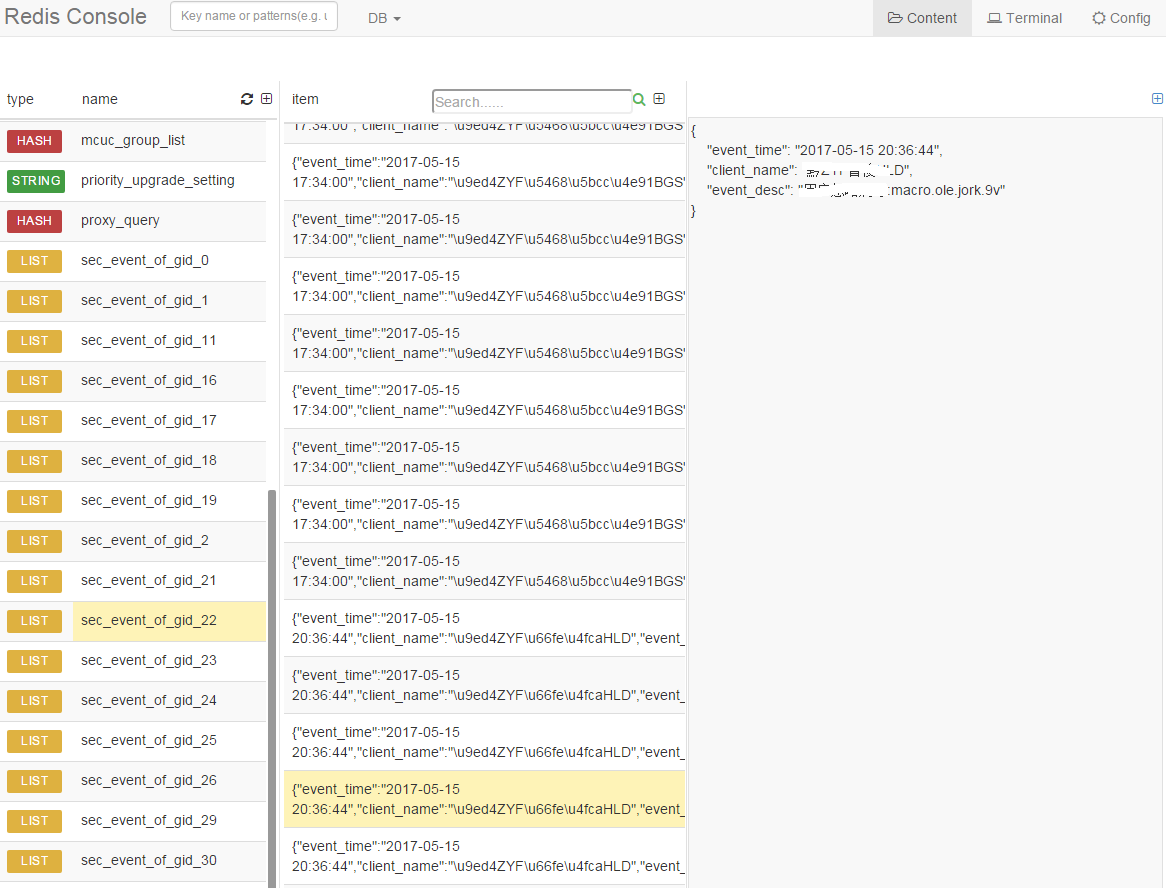 Redis Console
Key name or patterns(e.g. u
DB
Content
Terminal
Config
type name
HASH mcuc_group_list
STRING priority_upgrade_setting
HASH proxy_query
LIST sec_event_of_gid_0
LIST sec_event_of_gid_1
LIST sec_event_of_gid_11
LIST sec_event_of_gid_16
LIST sec_event_of_gid_17
LIST sec_event_of_gid_18
LIST sec_event_of_gid_19
LIST sec_event_of_gid_2
LIST sec_event_of_gid_21
LIST sec_event_of_gid_22
LIST sec_event_of_gid_23
LIST sec_event_of_gid_24
LIST sec_event_of_gid_25
LIST sec_event_of_gid_26
LIST sec_event_of_gid_29
LIST sec_event_of_gid_30
item
Search......
17:34:00","client_name":"\u9ed4ZYF\u5468\u5bcc\u4e91BGS"
{"event_time":"2017-05-15
17:34:00","client_name":"\u9ed4ZYF\u5468\u5bcc\u4e91BGS"
{"event_time":"2017-05-15
17:34:00","client_name":"\u9ed4ZYF\u5468\u5bcc\u4e91BGS"
{"event_time":"2017-05-15
17:34:00","client_name":"\u9ed4ZYF\u5468\u5bcc\u4e91BGS"
{"event_time":"2017-05-15
17:34:00","client_name":"\u9ed4ZYF\u5468\u5bcc\u4e91BGS"
{"event_time":"2017-05-15
17:34:00","client_name":"\u9ed4ZYF\u5468\u5bcc\u4e91BGS"
{"event_time":"2017-05-15
17:34:00","client_name":"\u9ed4ZYF\u5468\u5bcc\u4e91BGS"
{"event_time":"2017-05-15
17:34:00","client_name":"\u9ed4ZYF\u5468\u5bcc\u4e91BGS"
{"event_time":"2017-05-15
17:34:00","client_name":"\u9ed4ZYF\u5468\u5bcc\u4e91BGS"
{"event_time":"2017-05-15
20:36:44","client_name":"\u9ed4ZYF\u66fe\u4fcaHLD","event_
{"event_time":"2017-05-15
20:36:44","client_name":"\u9ed4ZYF\u66fe\u4fcaHLD","event_
{"event_time":"2017-05-15
20:36:44","client_name":"\u9ed4ZYF\u66fe\u4fcaHLD","event_
{"event_time":"2017-05-15
20:36:44","client_name":"\u9ed4ZYF\u66fe\u4fcaHLD","event_
{"event_time":"2017-05-15
20:36:44","client_name":"\u9ed4ZYF\u66fe\u4fcaHLD","event_
{
"event_time": "2017-05-15 20:36:44",
"client_name": LD",
"event_desc": " :macro.ole.jork.9v"
}